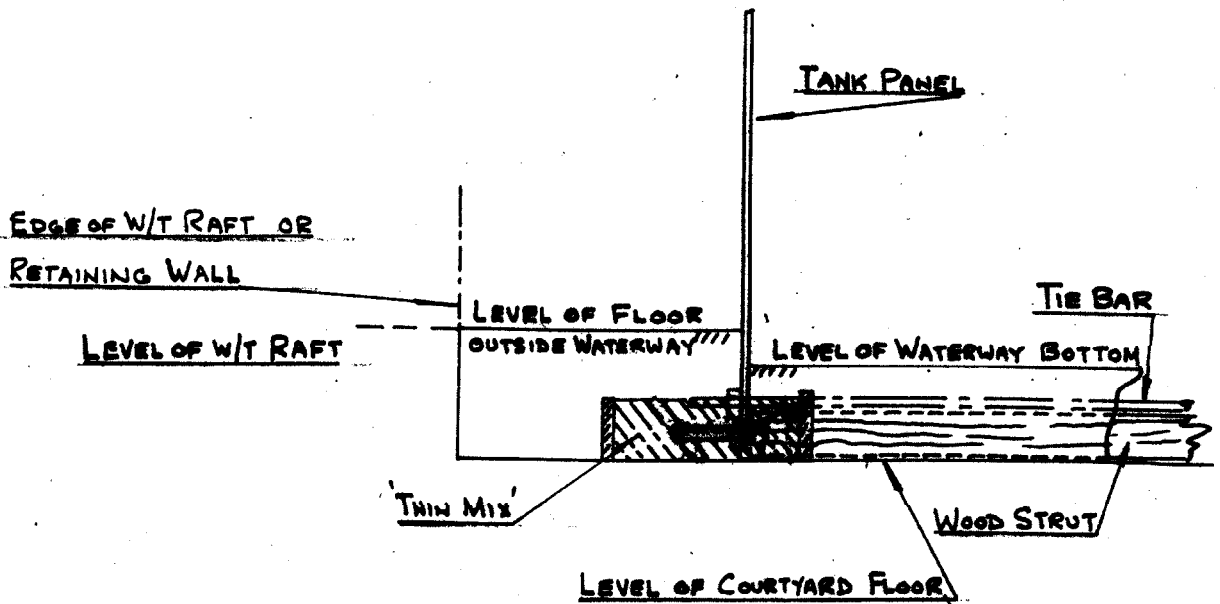 TANK PANEL
EDGE OF W/T RAFT OR
RETAINING WALL
LEVEL OF FLOOR
OUTSIDE WATERWAY
TIE BAR
LEVEL OF W/T RAFT
LEVEL OF WATERWAY BOTTOM
'THIN MIX'
WOOD STRUT
LEVEL OF COURTYARD FLOOR